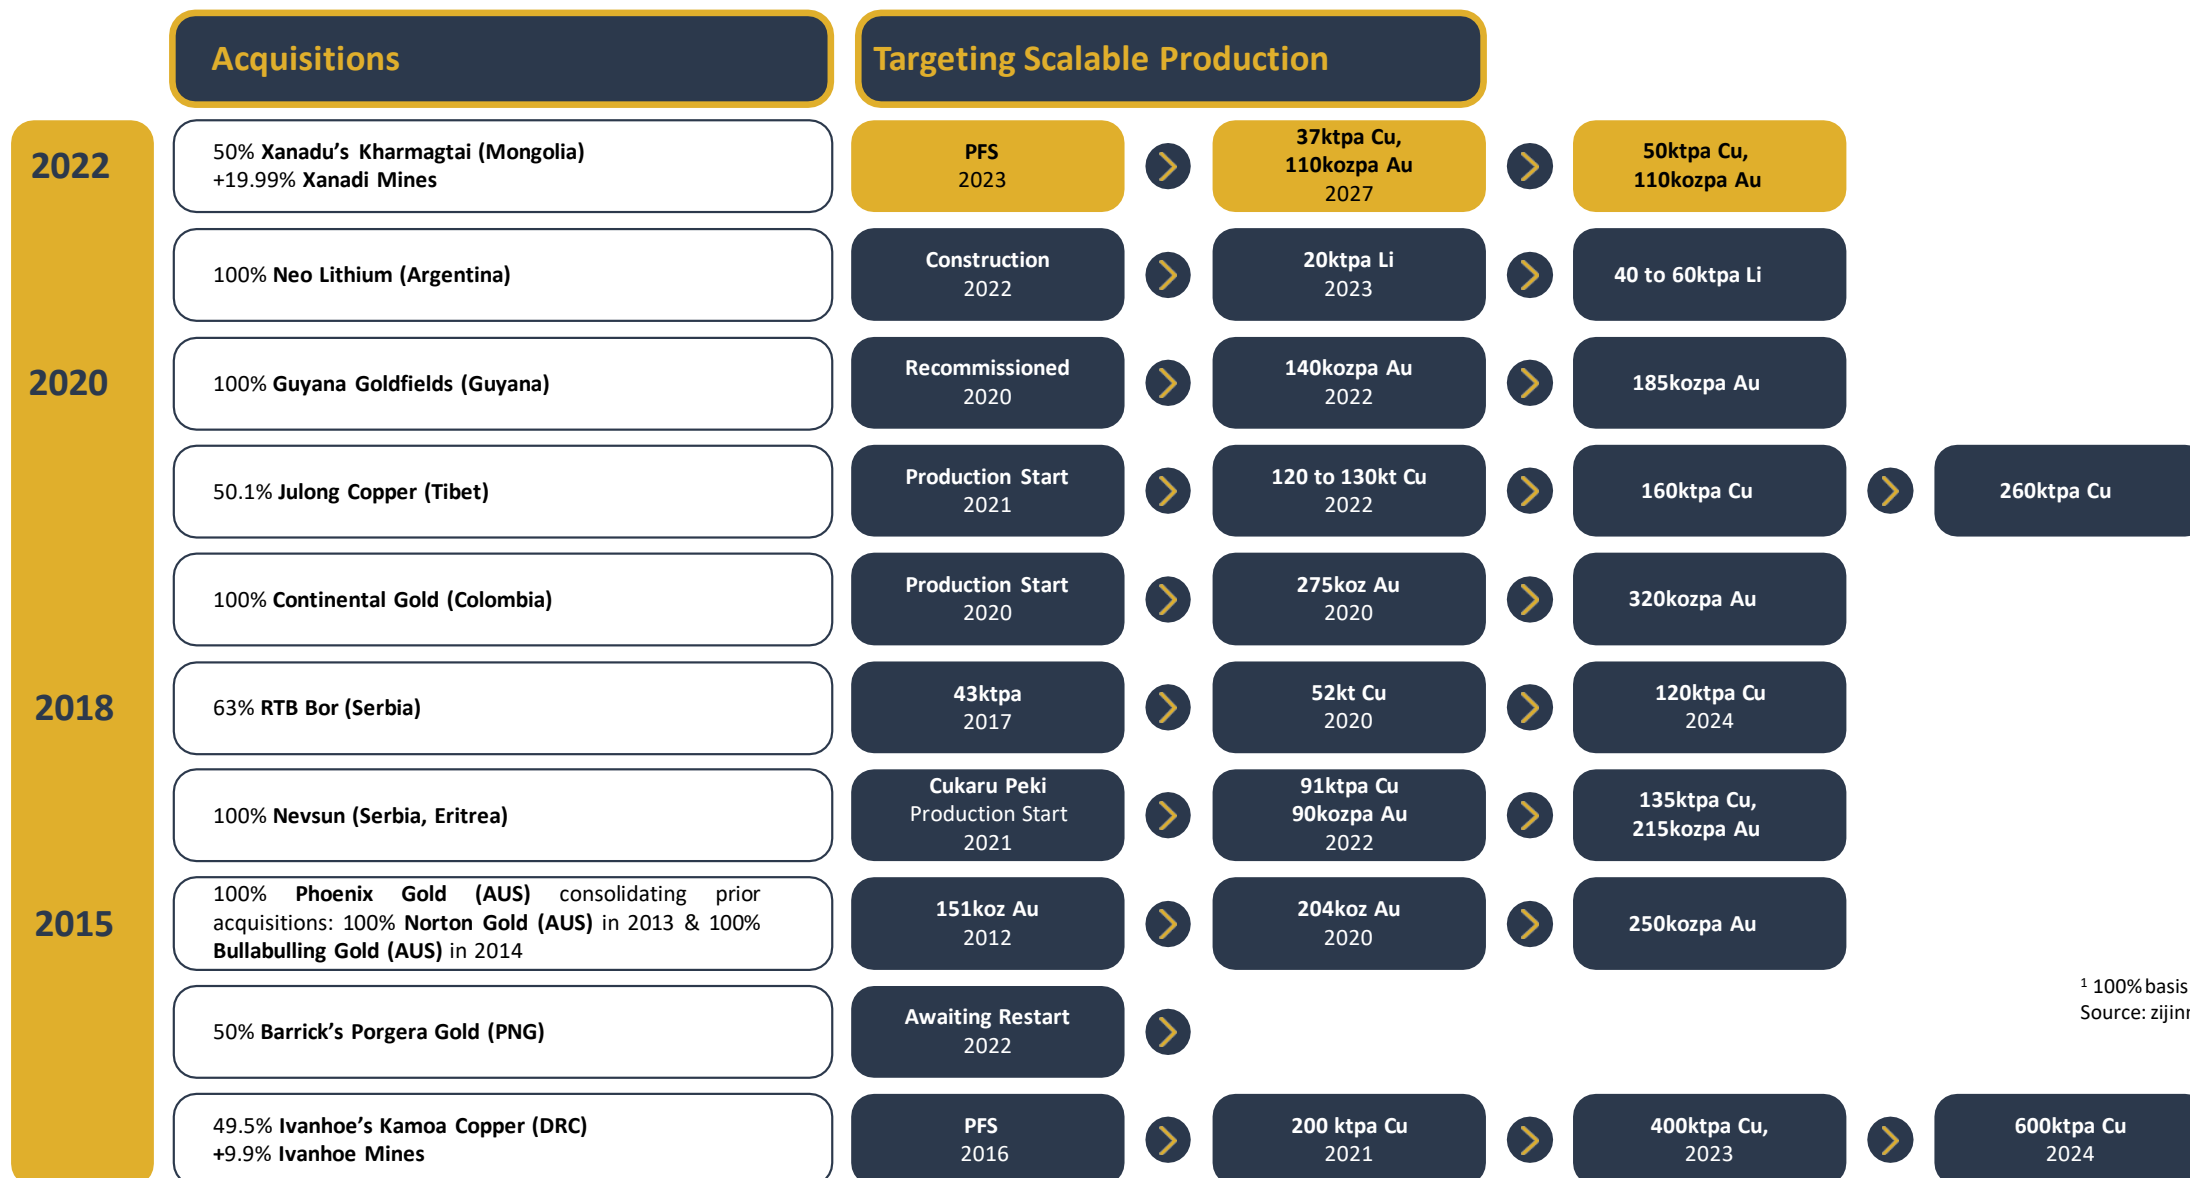 Acquisitions
Targeting Scalable Production
2022
50% Xanadu's Kharmagtai (Mongolia)
+19.99% Xanadi Mines
PFS
2023
37ktpa Cu,
110kozpa Au
2027
50ktpa Cu,
110kozpa Au
100% Neo Lithium (Argentina)
Construction
2022
20ktpa Li
2023
40 to 60ktpa Li
2020
100% Guyana Goldfields (Guyana)
Recommissioned
2020
140kozpa Au
2022
185kozpa Au
50.1% Julong Copper (Tibet)
Production Start
2021
120 to 130kt Cu
2022
160ktpa Cu
260ktpa Cu
100% Continental Gold (Colombia)
Production Start
2020
275koz Au
2020
320kozpa Au
2018
63% RTB Bor (Serbia)
43ktpa
2017
52kt Cu
2020
120ktpa Cu
2024
100% Nevsun (Serbia, Eritrea)
Cukaru Peki
Production Start
2021
91ktpa Cu
90kozpa Au
2022
135ktpa Cu,
215kozpa Au
2015
100% Phoenix Gold (AUS) consolidating prior
acquisitions: 100% Norton Gold (AUS) in 2013 & 100%
Bullabulling Gold (AUS) in 2014
151koz Au
2012
204koz Au
2020
250kozpa Au
¹ 100% basis
Source:
50% Barrick's Porgera Gold (PNG)
Awaiting Restart
2022
49.5% Ivanhoe's Kamoa Copper (DRC)
+9.9% Ivanhoe Mines
PFS
2016
200 ktpa Cu
2021
400ktpa Cu,
2023
600ktpa Cu
2024